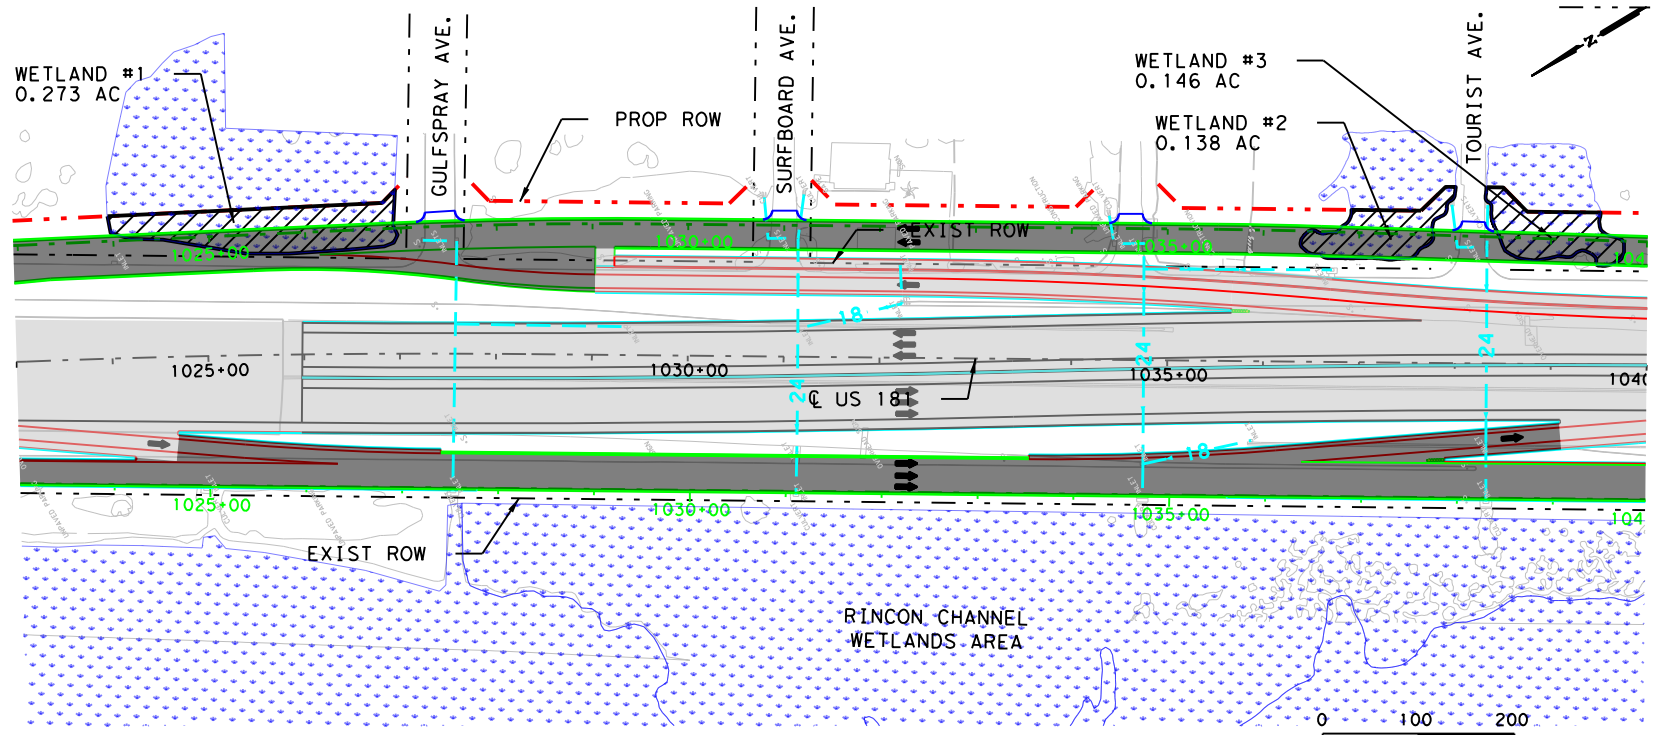 WETLAND #1
0.273 AC
GULFSPRAY AVE.
PROP ROW
SURFBOARD AVE.
WETLAND #3
0.146 AC
WETLAND #2
0.138 AC
TOURIST AVE.
N
EXIST ROW
1025+00
1030+00
1035+00
104
18
24
24
24
1025+00
1030+00
1035+00
1040
℄ US 181
18
1025+00
1030+00
1035+00
104
EXIST ROW
RINCON CHANNEL
WETLANDS AREA
0 100 200